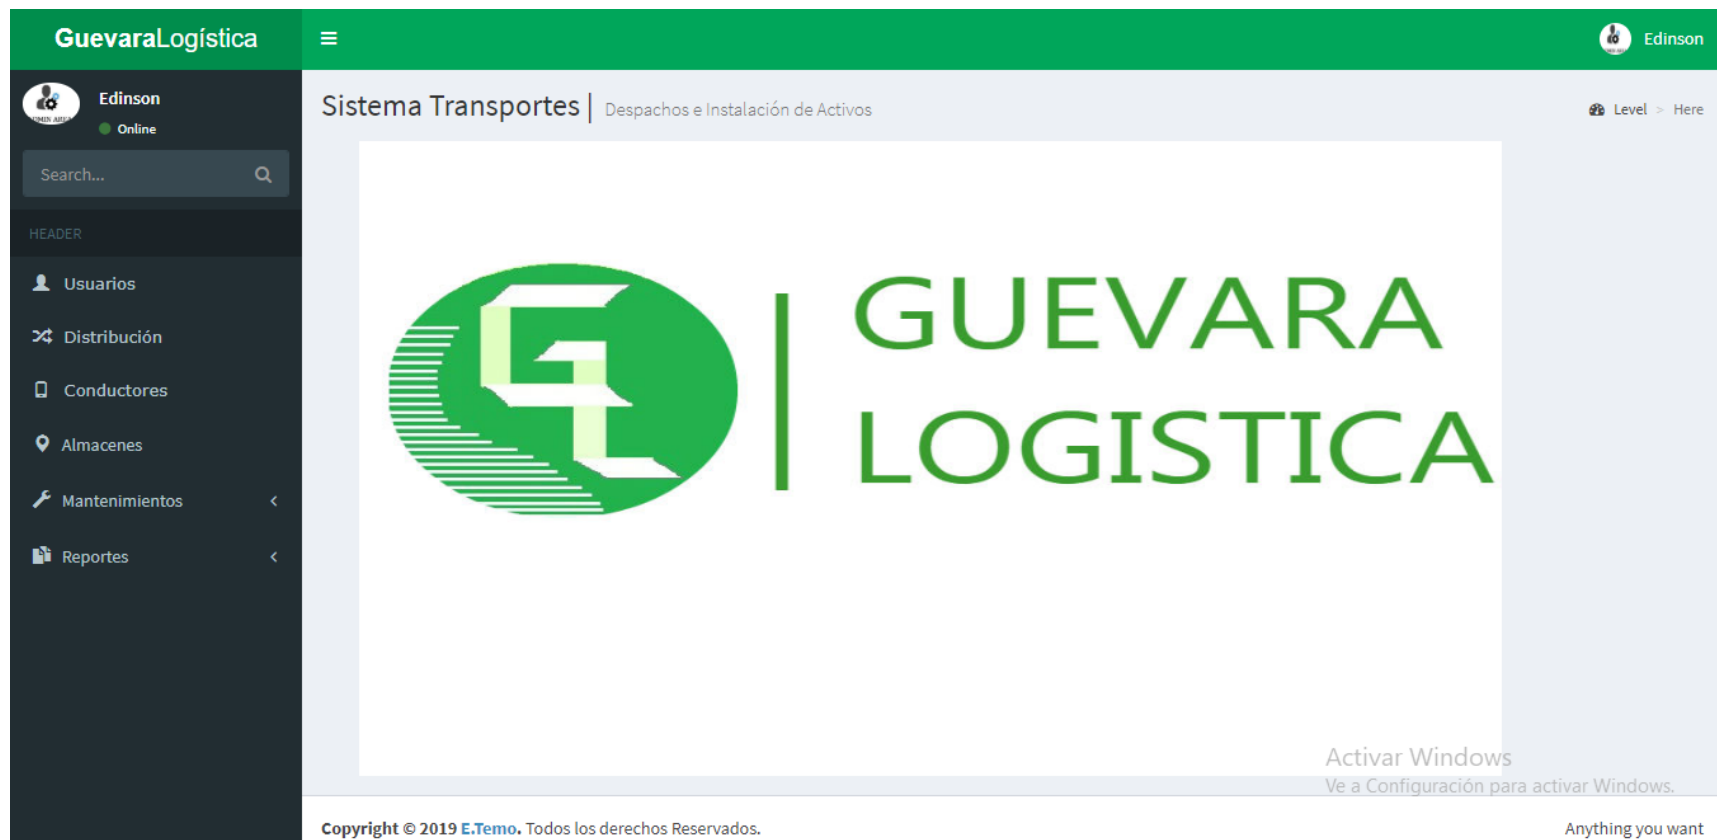 GuevaraLogística
Edinson
Edinson
Online
Search...
HEADER
Usuarios
Distribución
Conductores
Almacenes
Mantenimientos
Reportes
Sistema Transportes | Despachos e Instalación de Activos
Level > Here
GUEVARA
LOGISTICA
Activar Windows
Ve a Configuración para activar Windows.
Copyright © 2019 E.Temo. Todos los derechos Reservados.
Anything you want